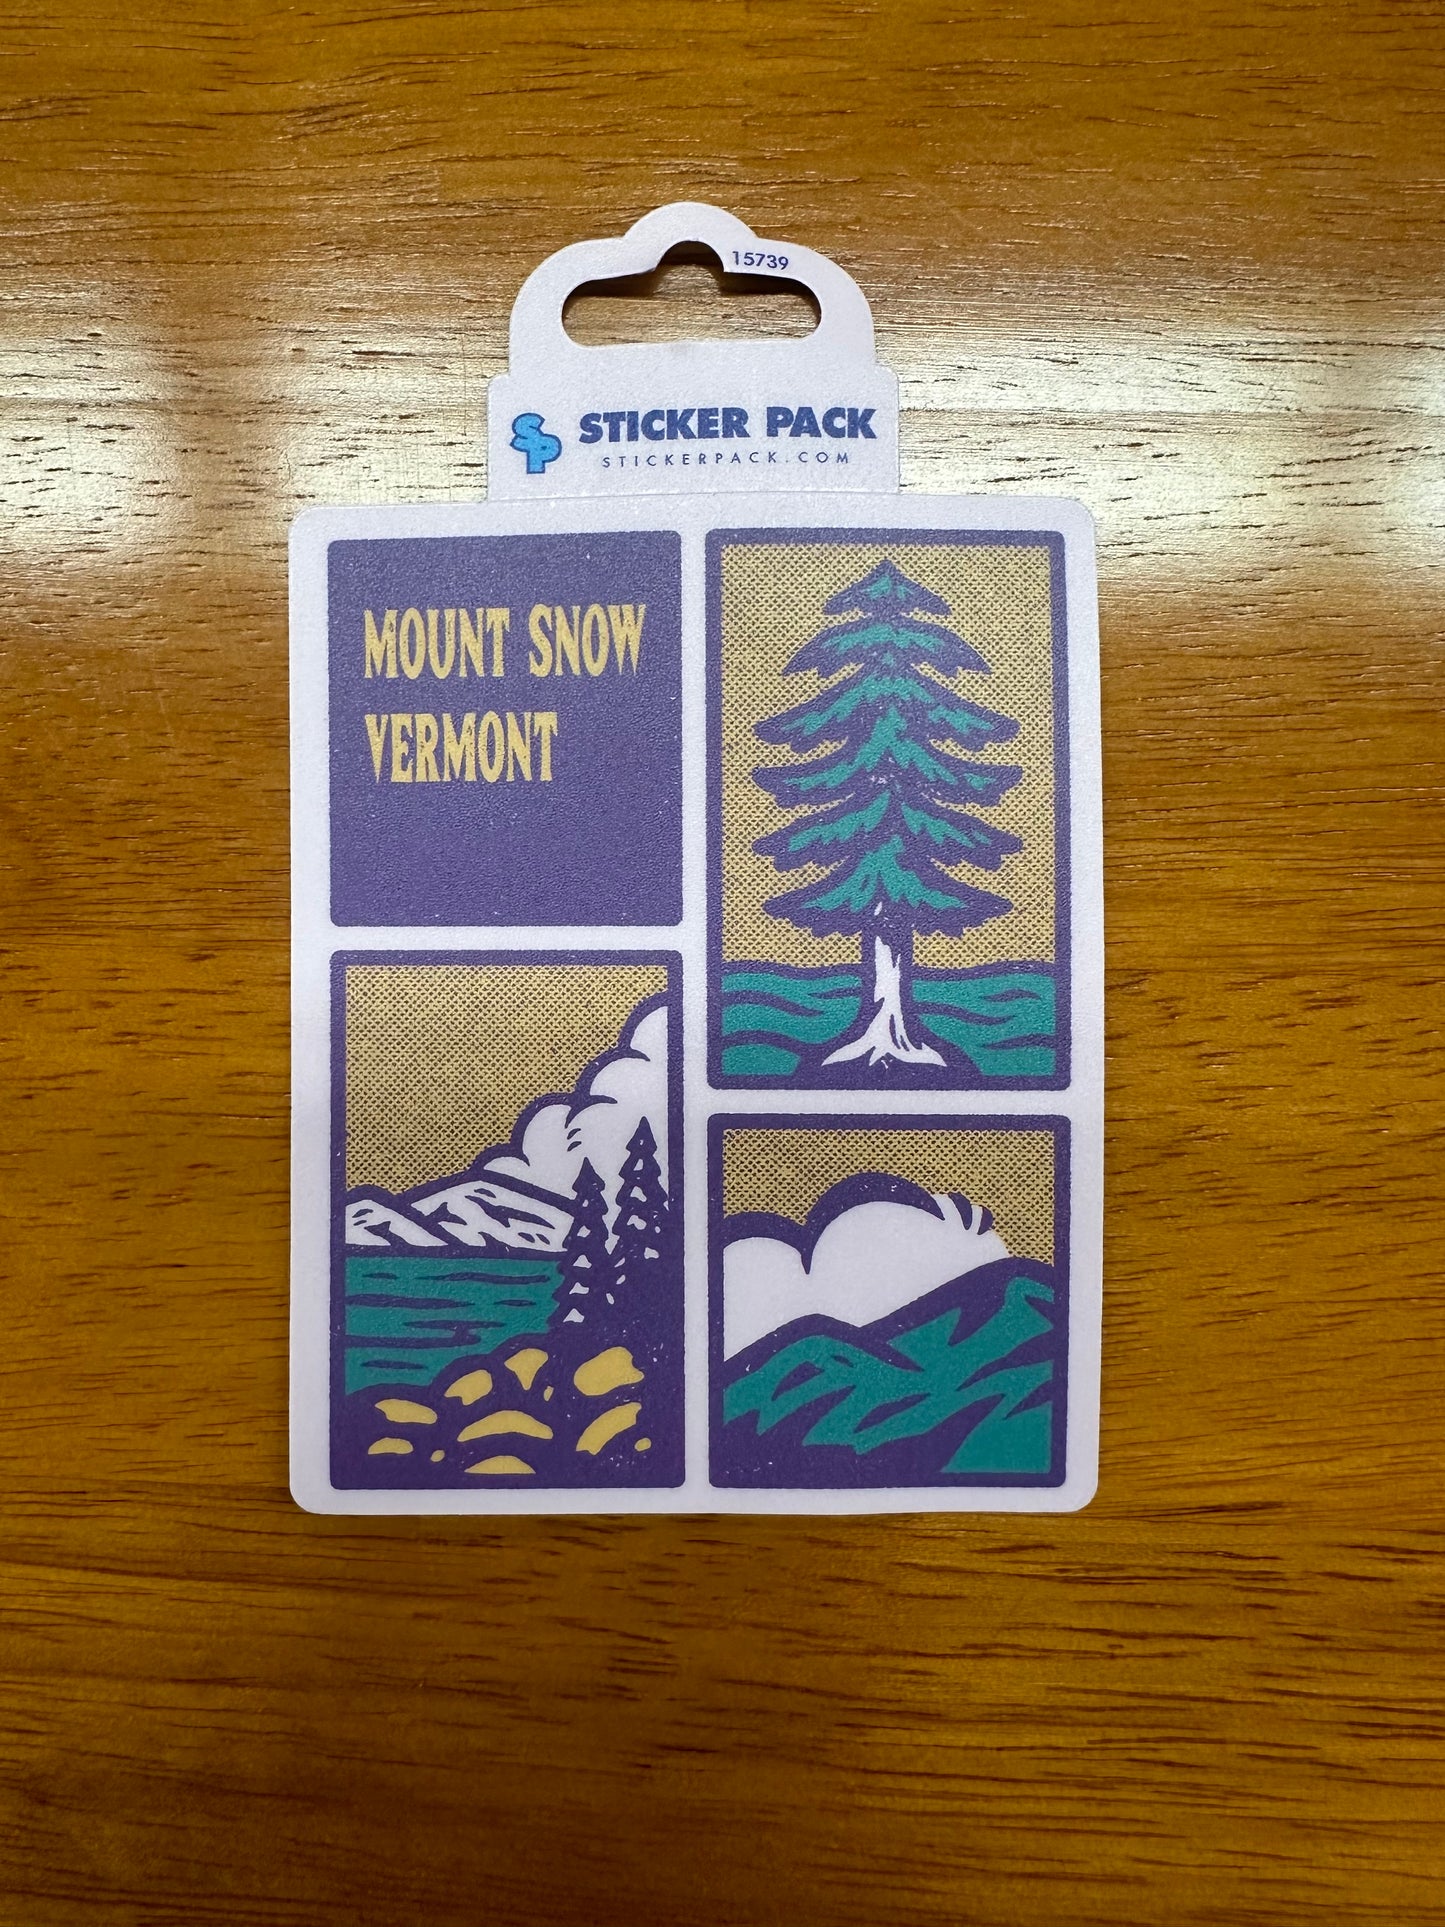 15739
SP STICKER PACK
STICKERPACK.COM
MOUNT SNOW
VERMONT